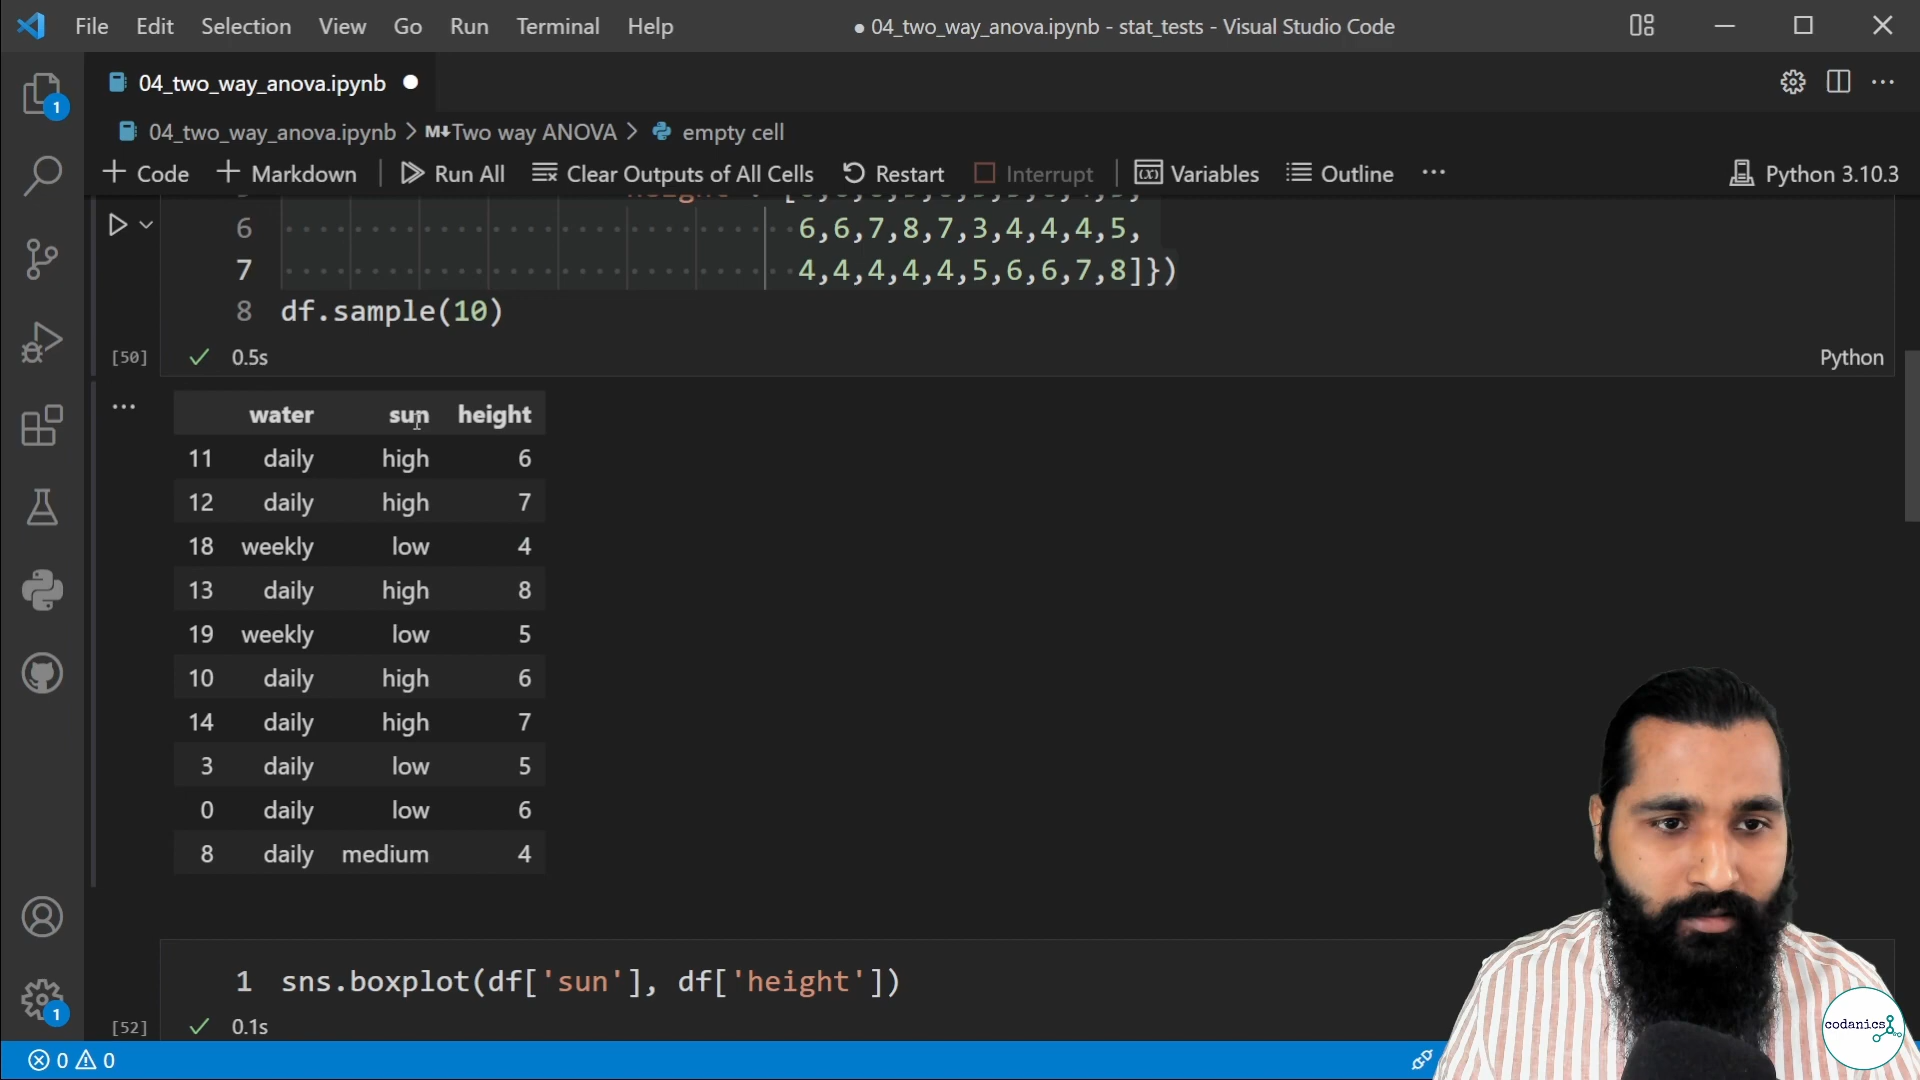 File Edit Selection View Go Run Terminal Help
● 04_two_way_anova.ipynb - stat_tests - Visual Studio Code
1
04_two_way_anova.ipynb ●
04_two_way_anova.ipynb > M↓Two way ANOVA > empty cell
+ Code + Markdown Run All Clear Outputs of All Cells Restart Interrupt Variables Outline ... Python 3.10.3
6 6,6,7,8,7,3,4,4,4,5,
7 4,4,4,4,4,5,6,6,7,8]})
8 df.sample(10)
[50] ✓ 0.5s Python
...
water sun height
11 daily high 6
12 daily high 7
18 weekly low 4
13 daily high 8
19 weekly low 5
10 daily high 6
14 daily high 7
3 daily low 5
0 daily low 6
8 daily medium 4
1 sns.boxplot(df['sun'], df['height'])
[52] ✓ 0.1s
1
0 0
codanics